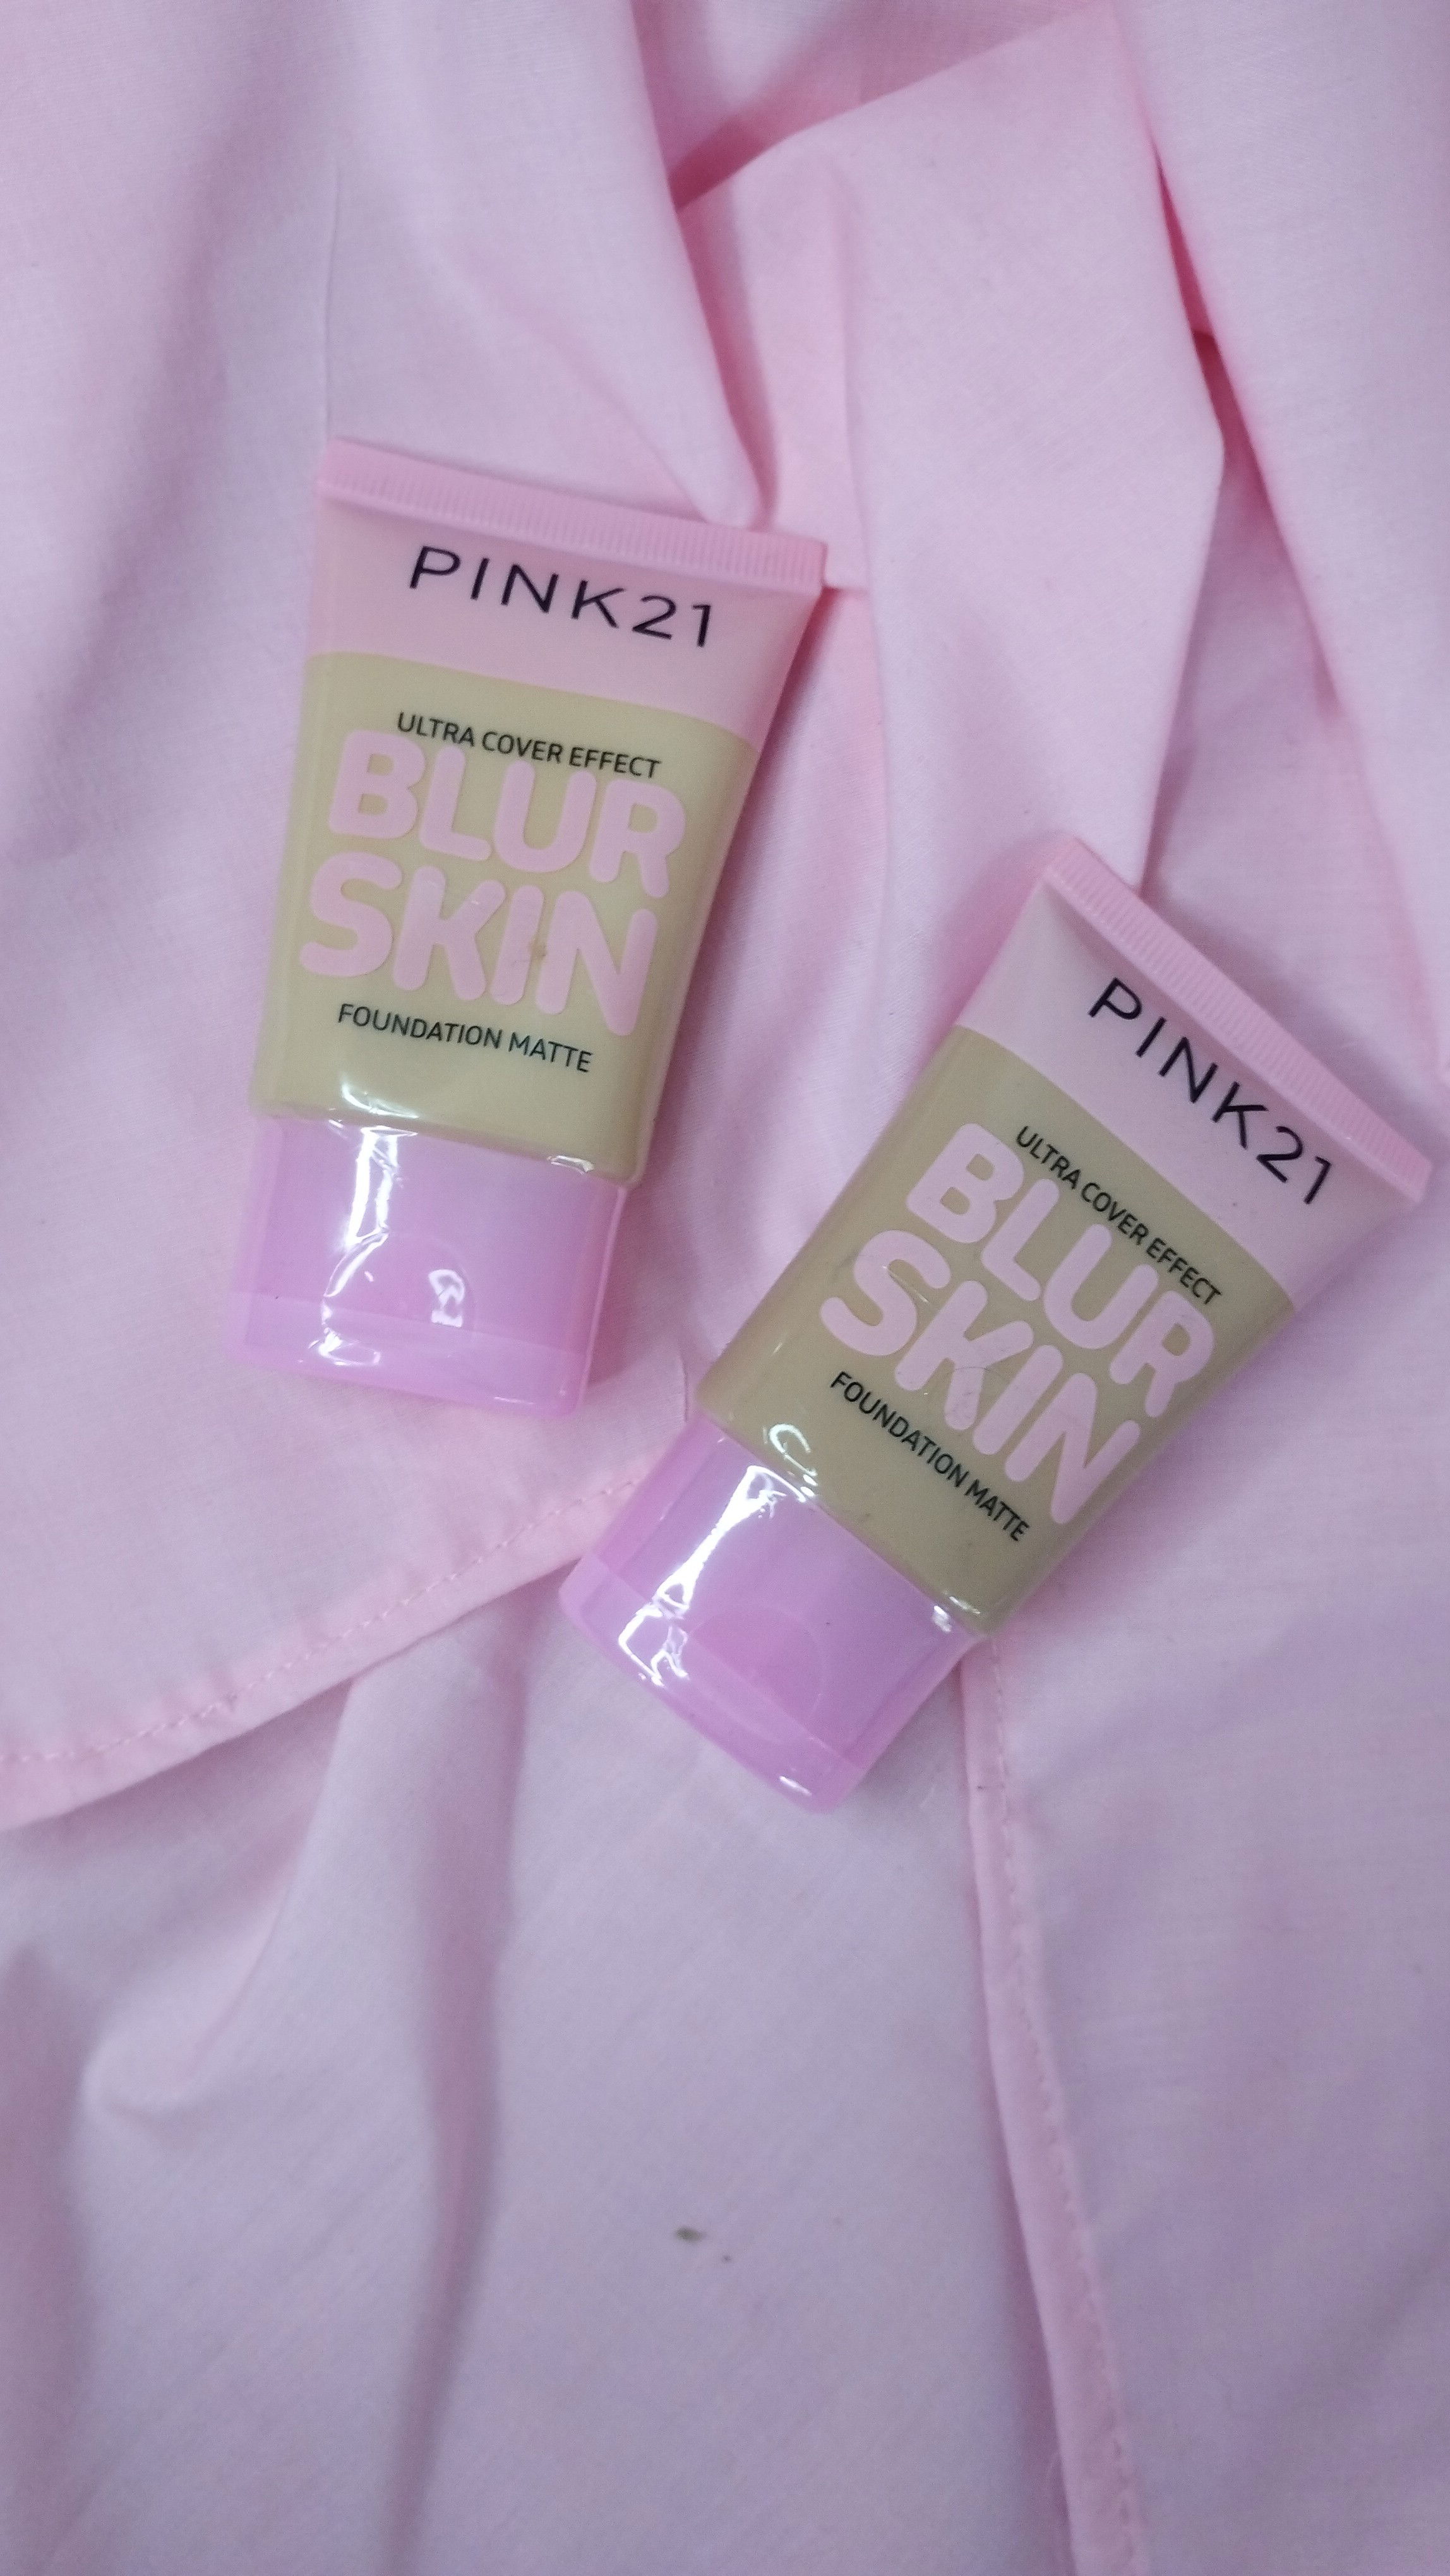 PINK21
ULTRA COVER EFFECT
BLUR
SKIN
FOUNDATION MATTE
PINK21
ULTRA COVER EFFECT
BLUR
SKIN
FOUNDATION MATTE